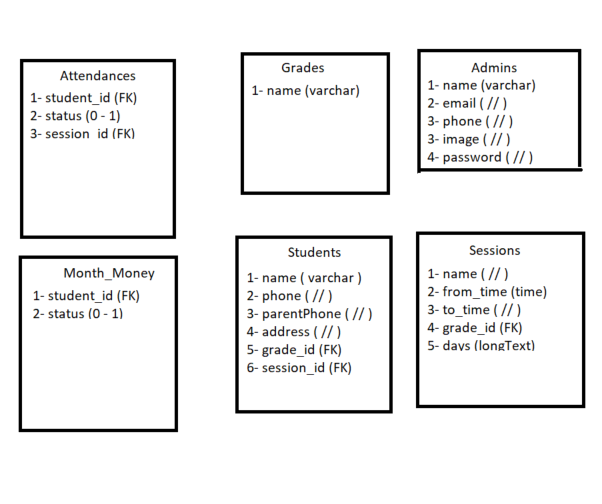 Attendances
1- student_id (FK)
2- status (0 - 1)
3- session_id (FK)
Grades
1- name (varchar)
Admins
1- name (varchar)
2- email ( // )
3- phone ( // )
3- image ( // )
4- password ( // )
Month_Money
1- student_id (FK)
2- status (0 - 1)
Students
1- name ( varchar )
2- phone ( // )
3- parentPhone ( // )
4- address ( // )
5- grade_id (FK)
6- session_id (FK)
Sessions
1- name ( // )
2- from_time (time)
3- to_time ( // )
4- grade_id (FK)
5- days (longText)